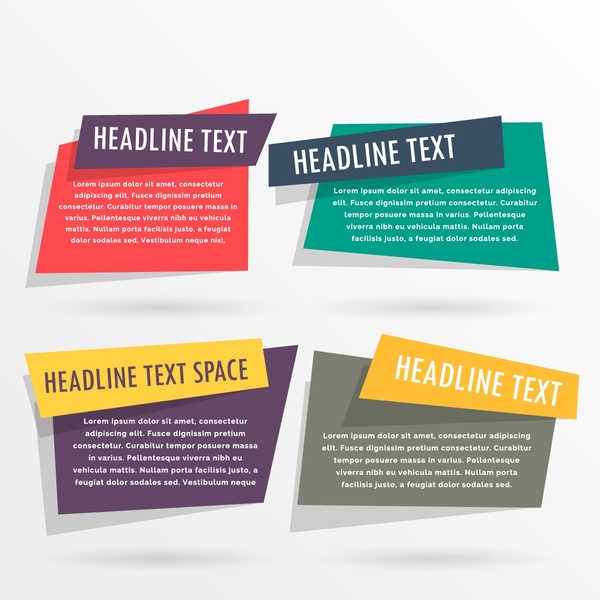 HEADLINE TEXT
Lorem ipsum dolor sit amet, consectetur
adipiscing elit. Fusce dignissim pretium
consectetur. Curabitur tempor posuere massa in
varius. Pellentesque viverra nibh eu vehicula
mattis. Nullam porta facilisis justo, a feugiat
dolor sodales sed. Vestibulum neque nisi,
HEADLINE TEXT
Lorem ipsum dolor sit amet, consectetur adipiscing
elit. Fusce dignissim pretium consectetur. Curabitur
tempor posuere massa in varius. Pellentesque
viverra nibh eu vehicula mattis. Nullam porta
facilisis justo, a feugiat dolor sodales sed.
HEADLINE TEXT SPACE
Lorem ipsum dolor sit amet, consectetur
adipiscing elit. Fusce dignissim pretium
consectetur. Curabitur tempor posuere massa
in varius. Pellentesque viverra nibh eu
vehicula mattis. Nullam porta facilisis justo, a
feugiat dolor sodales sed. Vestibulum neque
HEADLINE TEXT
Lorem ipsum dolor sit amet, consectetur adipiscing
elit. Fusce dignissim pretium consectetur. Curabitur
tempor posuere massa in varius. Pellentesque
viverra nibh eu vehicula mattis. Nullam porta
facilisis justo, a feugiat dolor sodales sed.